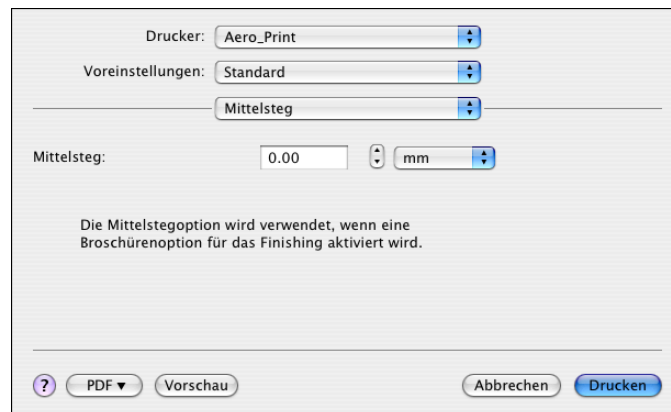 Drucker: Aero_Print
Voreinstellungen: Standard
Mittelsteg
Mittelsteg: 0.00 mm
Die Mittelstegoption wird verwendet, wenn eine
Broschürenoption für das Finishing aktiviert wird.
? PDF ▾ Vorschau Abbrechen Drucken